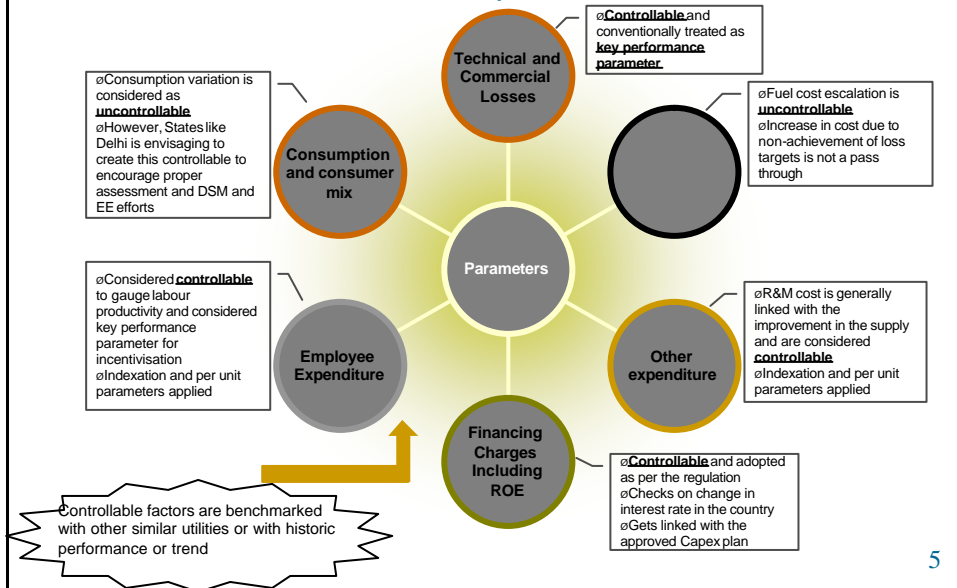 øControllable and
conventionally treated as
key performance
parameter
Technical and
Commercial
Losses
øConsumption variation is
considered as
uncontrollable
øHowever, States like
Delhi is envisaging to
create this controllable to
encourage proper
assessment and DSM and
EE efforts
Consumption
and consumer
mix
øFuel cost escalation is
uncontrollable
øIncrease in cost due to
non-achievement of loss
targets is not a pass
through
Parameters
øConsidered controllable
to gauge labour
productivity and considered
key performance
parameter for
incentivisation
øIndexation and per unit
parameters applied
Employee
Expenditure
Other
expenditure
øR&M cost is generally
linked with the
improvement in the supply
and are considered
controllable
øIndexation and per unit
parameters applied
Financing
Charges
Including
ROE
øControllable and adopted
as per the regulation
øChecks on change in
interest rate in the country
øGets linked with the
approved Capex plan
Controllable factors are benchmarked
with other similar utilities or with historic
performance or trend
5